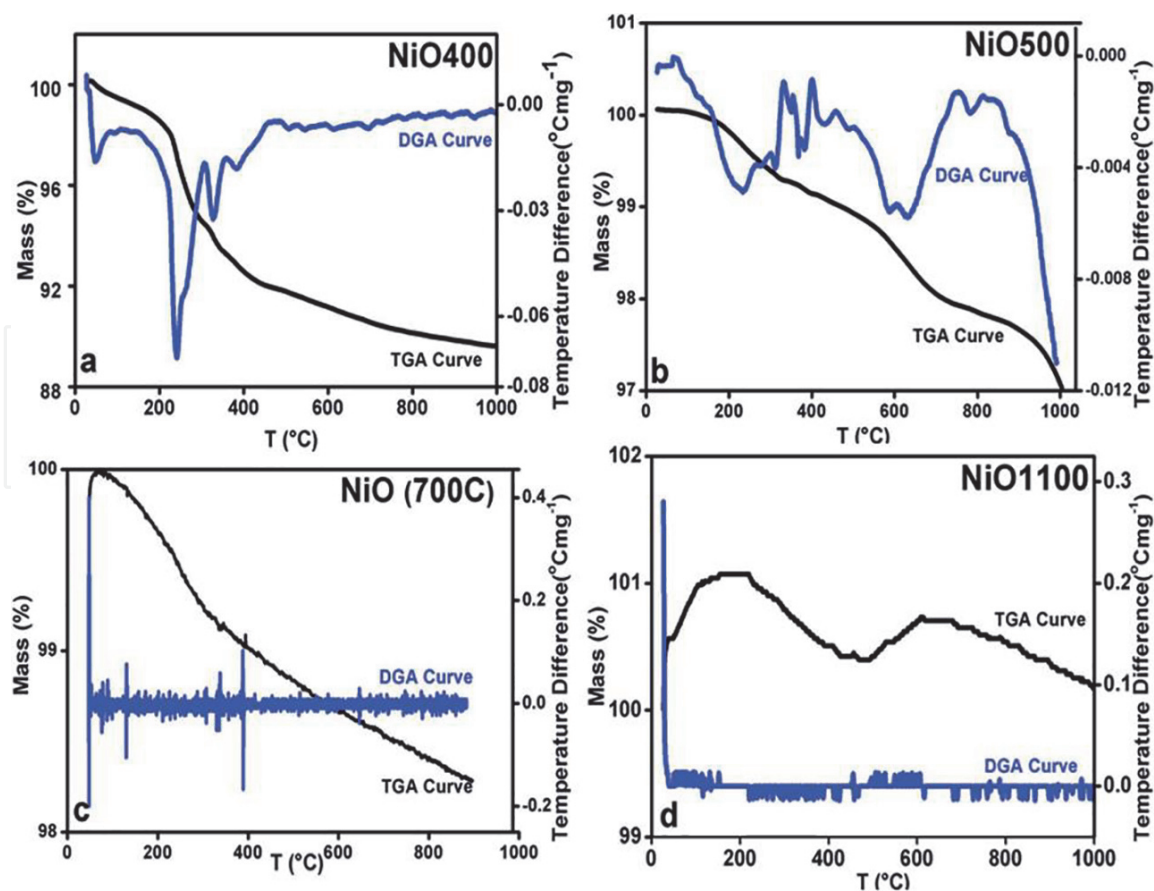 NiO400
100
96
92
88
Mass (%)
0.00
-0.03
-0.06
-0.08
Temperature Difference(°Cmg-1)
DGA Curve
TGA Curve
a
0 200 400 600 800 1000
T (°C)
NiO500
101
100
99
98
97
Mass (%)
0.000
-0.004
-0.008
-0.012
Temperature Difference(°Cmg-1)
DGA Curve
TGA Curve
b
0 200 400 600 800 1000
T (°C)
NiO (700C)
100
99
98
Mass (%)
0.4
0.2
0.0
-0.2
Temperature Difference(°Cmg-1)
DGA Curve
TGA Curve
c
0 200 400 600 800 1000
T (°C)
NiO1100
102
101
100
99
Mass (%)
0.3
0.2
0.1
0.0
Temperature Difference(°Cmg-1)
TGA Curve
DGA Curve
d
0 200 400 600 800 1000
T (°C)